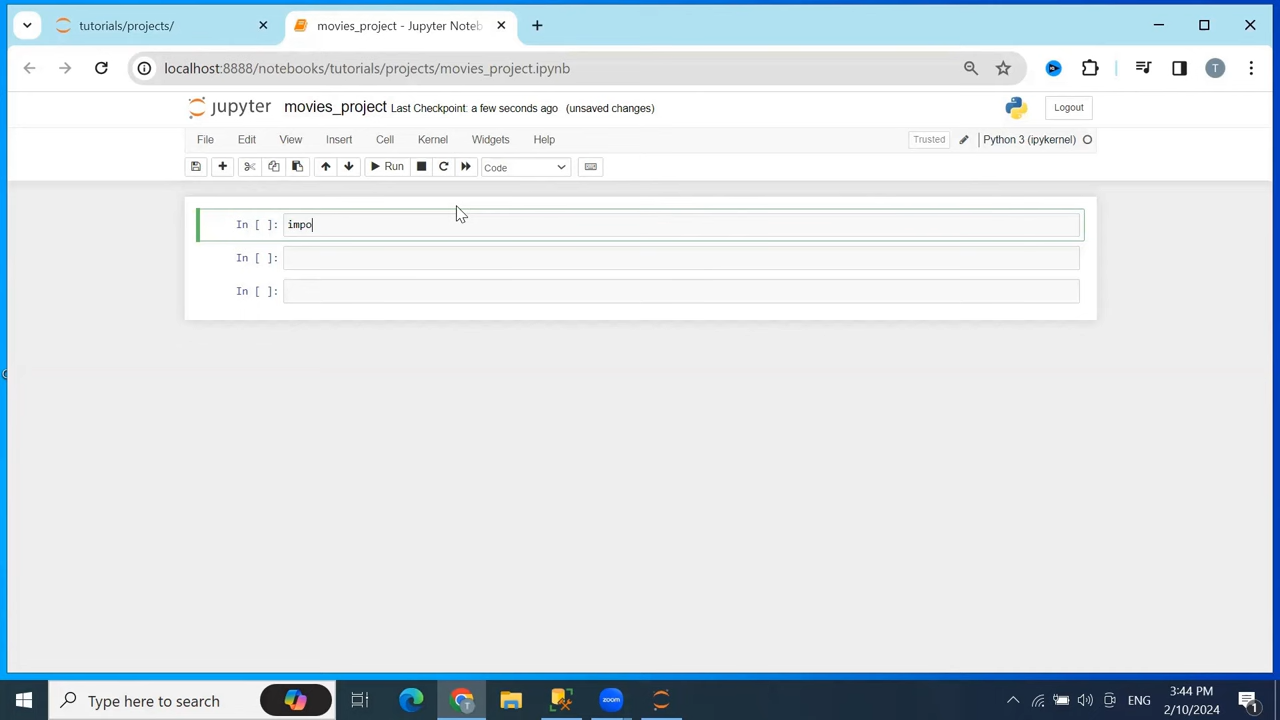 tutorials/projects/
movies_project - Jupyter Noteb
localhost:8888/notebooks/tutorials/projects/movies_project.ipynb
T
jupyter movies_project Last Checkpoint: a few seconds ago (unsaved changes)
Logout
File Edit View Insert Cell Kernel Widgets Help
Trusted
Python 3 (ipykernel)
Run
Code
In [ ]: impo
In [ ]:
In [ ]:
Type here to search
T
zoom
ENG
3:44 PM
2/10/2024
1